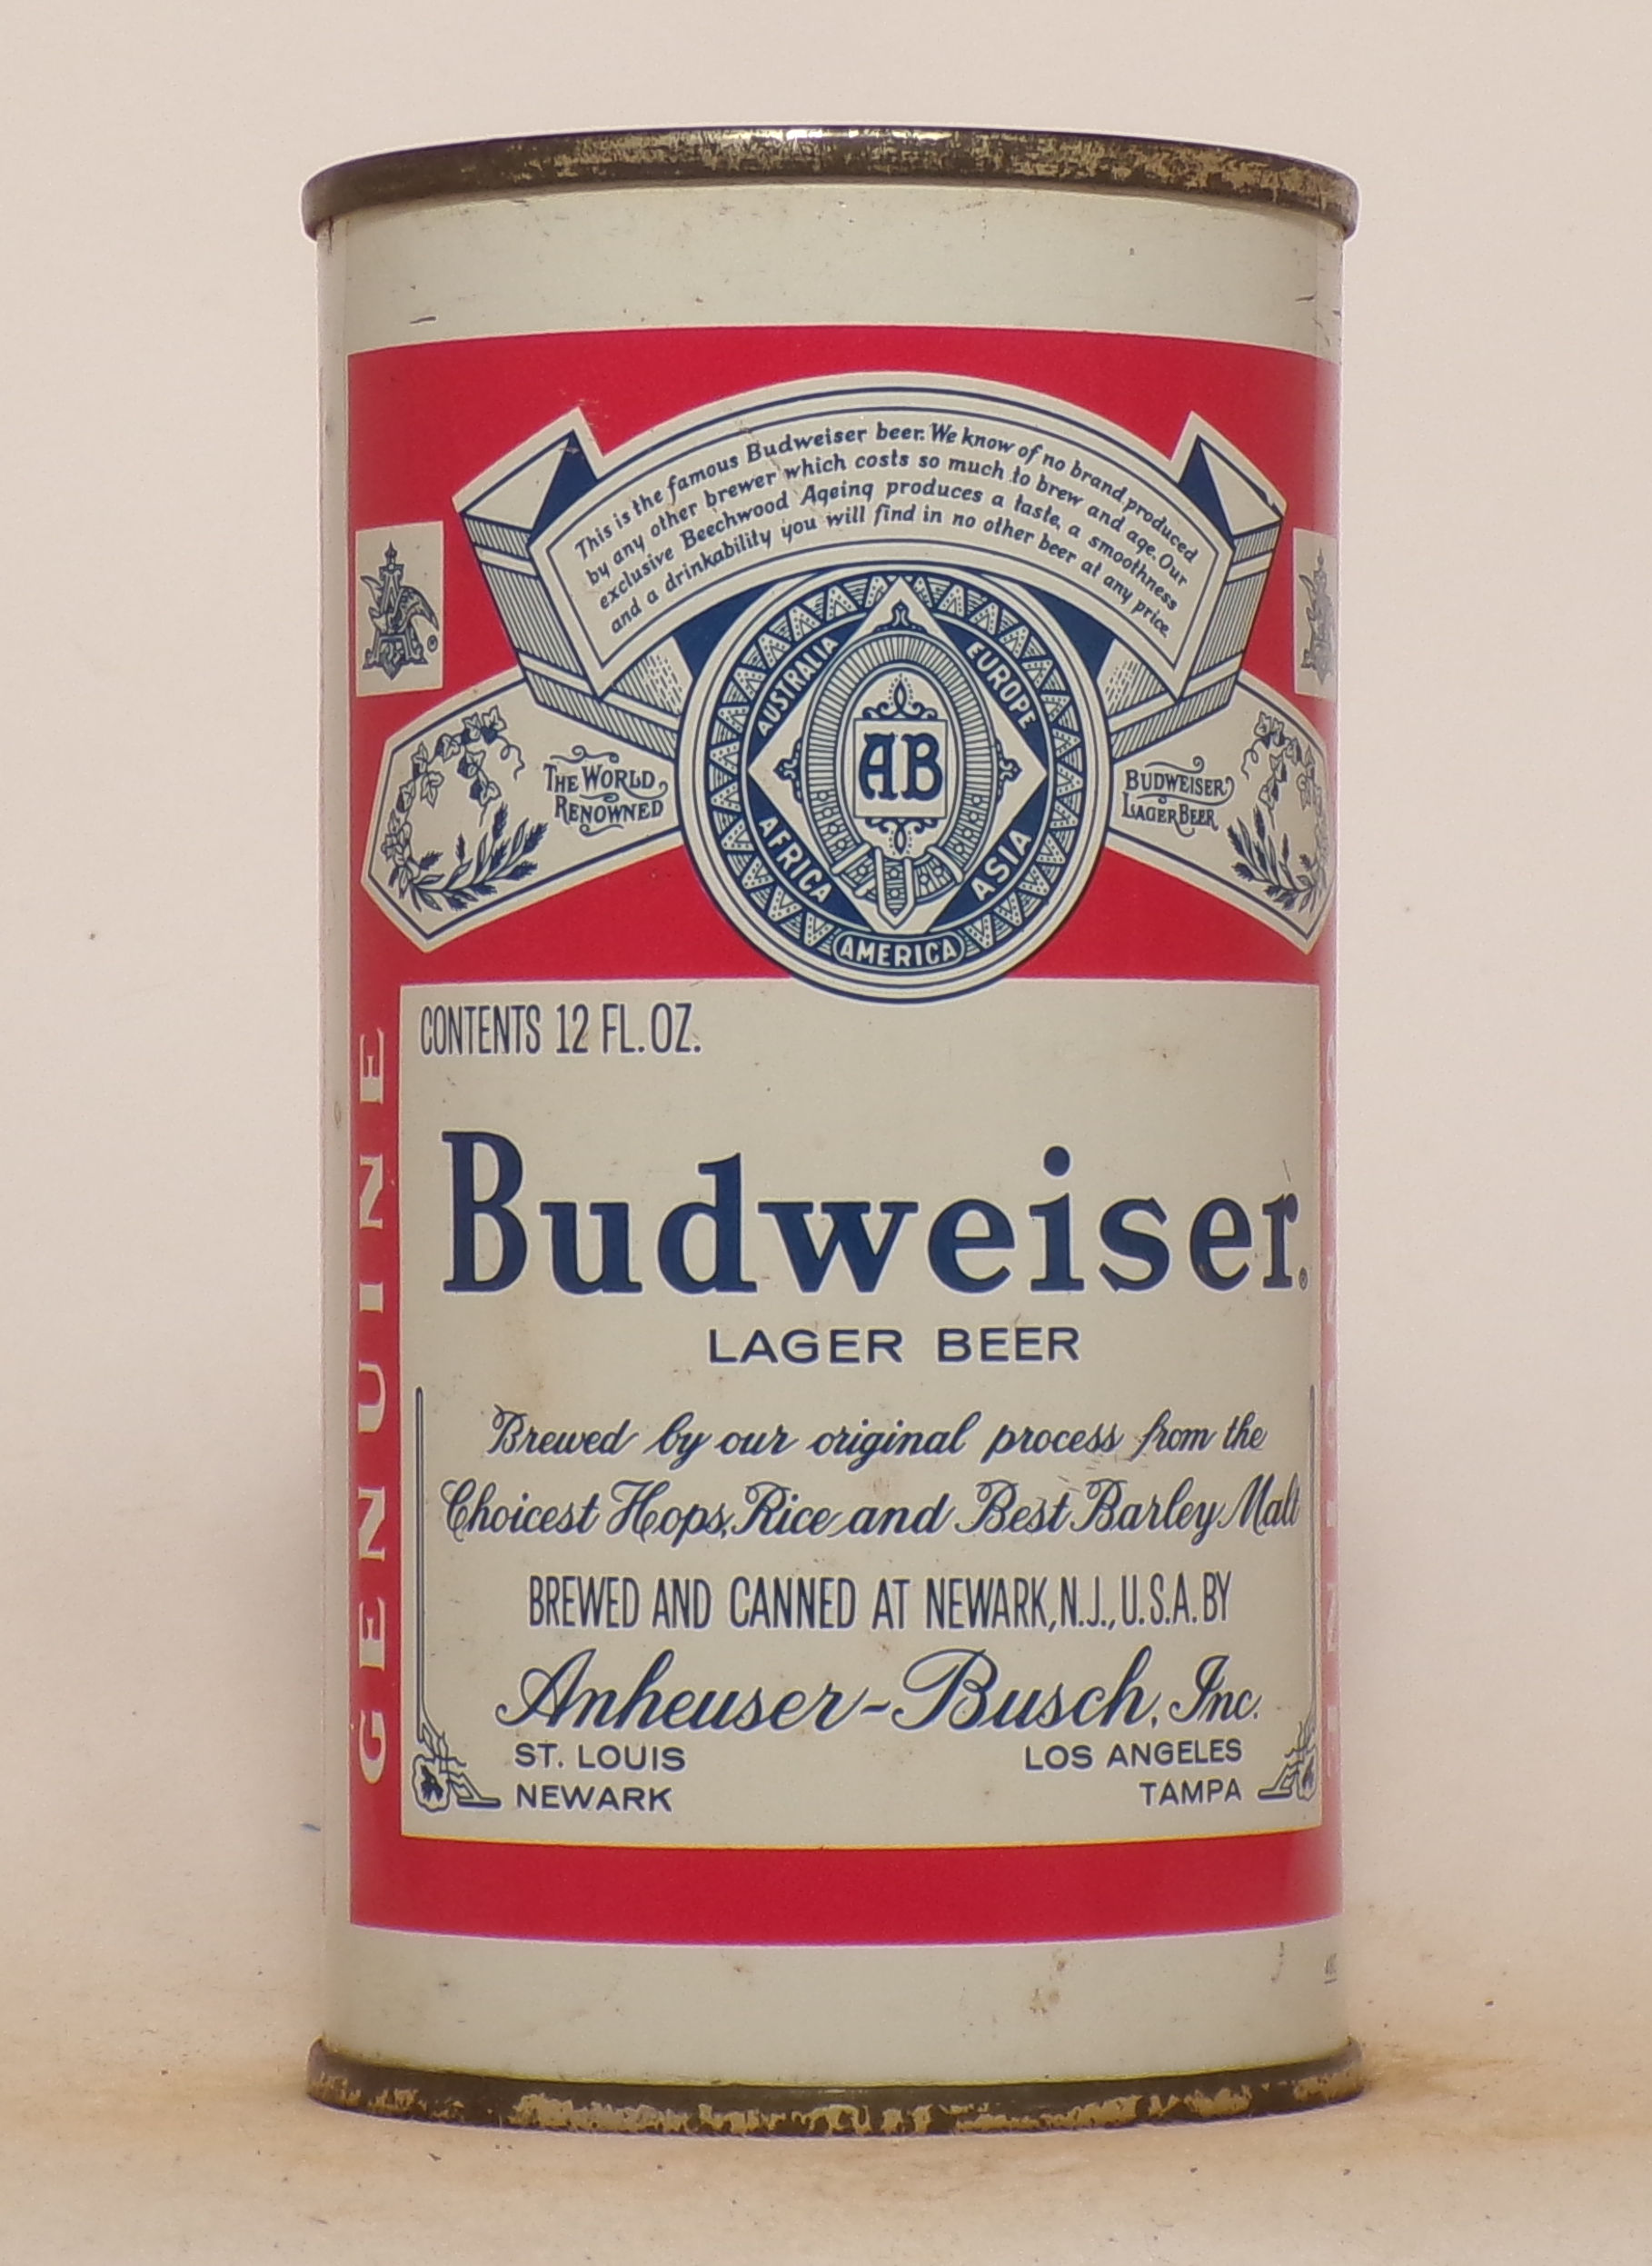 This is the famous Budweiser beer. We know of no brand produced
by any other brewer which costs so much to brew and age. Our
exclusive Beechwood Ageing produces a taste, a smoothness
and a drinkability you will find in no other beer at any price.
AUSTRALIA
EUROPE
AB
THE WORLD
RENOWNED
BUDWEISER
LAGER BEER
AFRICA
ASIA
AMERICA
GENUINE
CONTENTS 12 FL. OZ.
Budweiser®
LAGER BEER
Brewed by our original process from the
Choicest Hops, Rice and Best Barley Malt
BREWED AND CANNED AT NEWARK, N.J., U.S.A. BY
Anheuser-Busch, Inc.
ST. LOUIS
LOS ANGELES
NEWARK
TAMPA